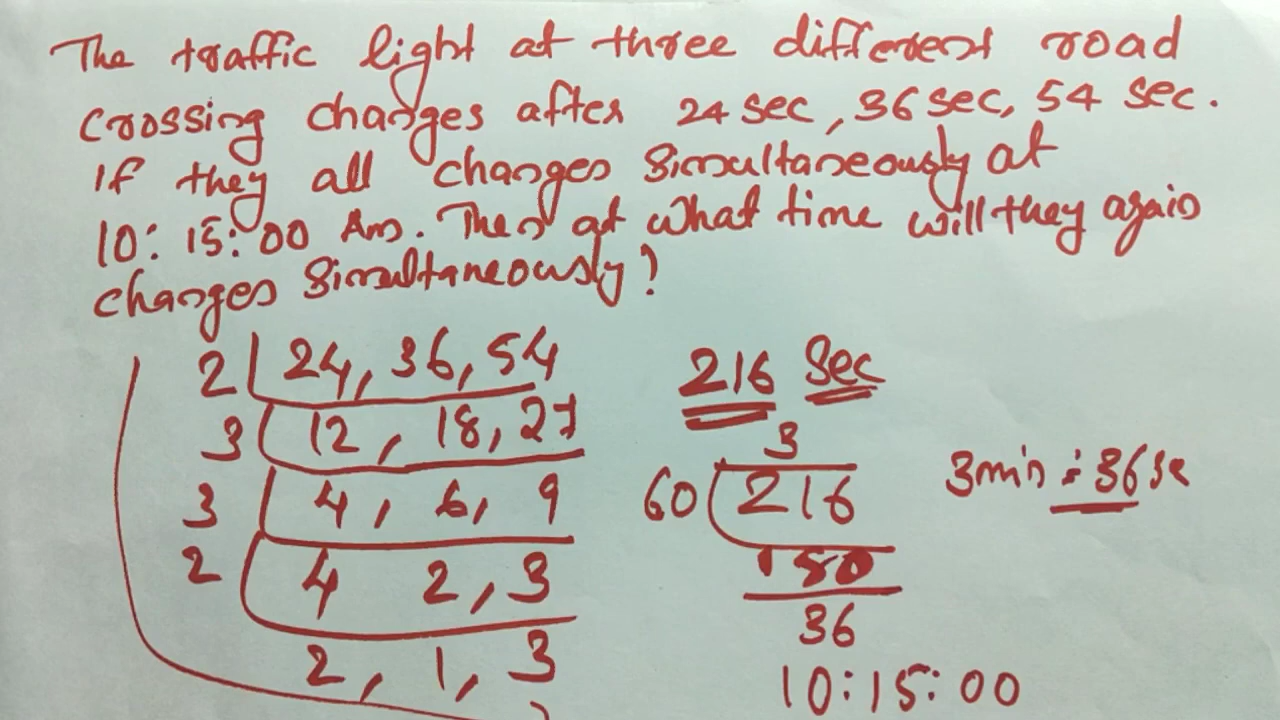 The traffic light at three different road
crossing changes after 24 sec, 36 sec, 54 sec.
If they all changes simultaneously at
10: 15: 00 Am. Then at what time will they again
changes simultaneously?
2 24, 36, 54
3 12, 18, 27
3 4, 6, 9
2 4 2, 3
2, 1, 3
216 Sec
3
60 216
180
36
3min : 36 se
10:15:00